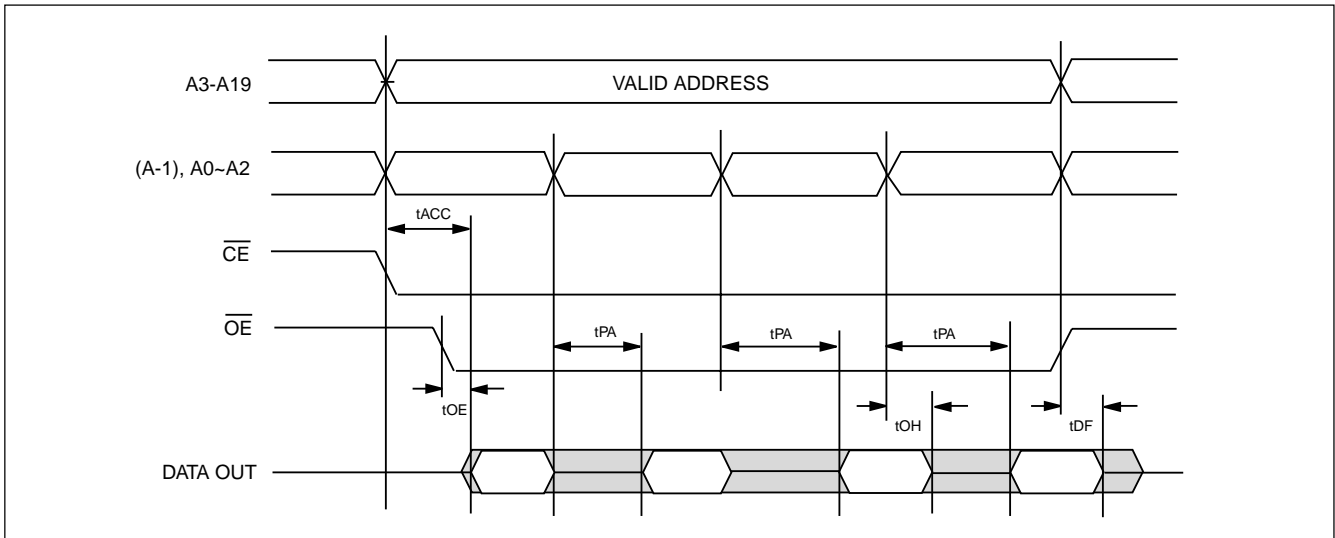 A3-A19
VALID ADDRESS
(A-1), A0~A2
tACC
CE
OE
tPA
tPA
tPA
tOE
tOH
tDF
DATA OUT